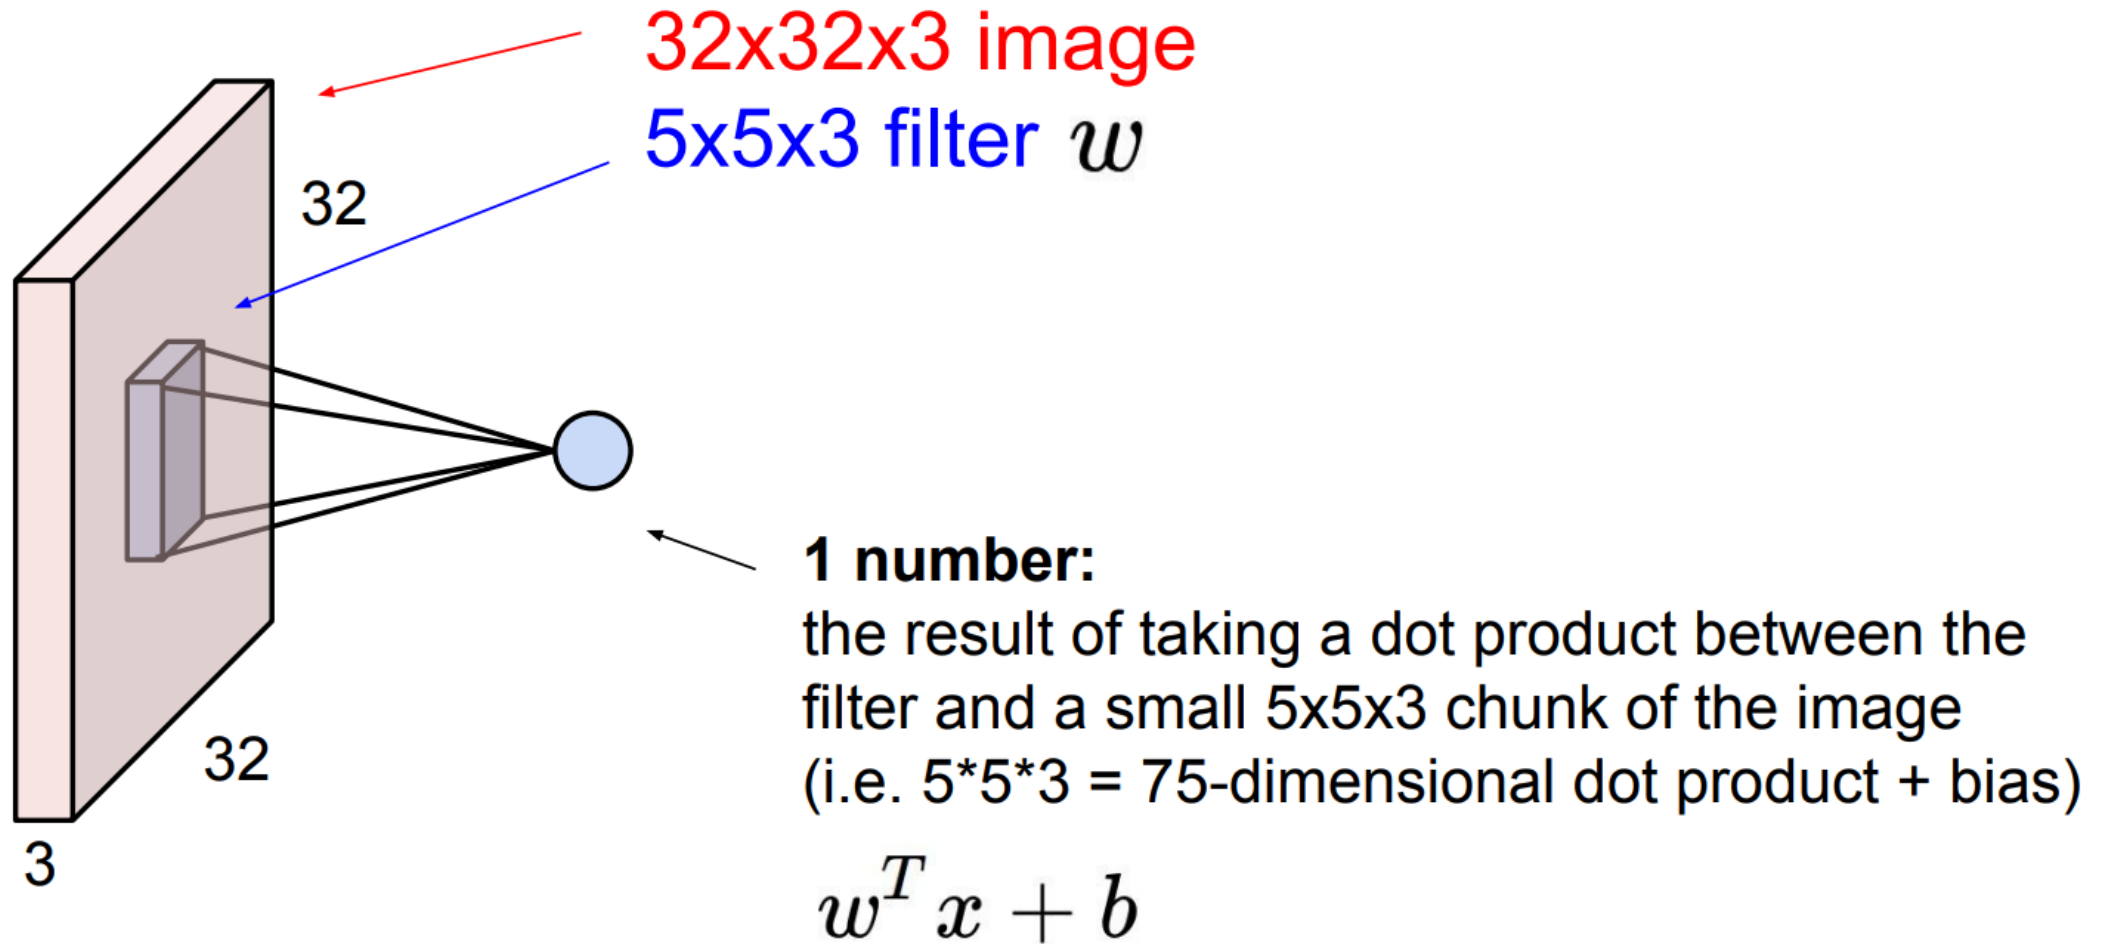 32x32x3 image
5x5x3 filter w
32
32
3
1 number:
the result of taking a dot product between the
filter and a small 5x5x3 chunk of the image
(i.e. 5*5*3 = 75-dimensional dot product + bias)
w^T x + b